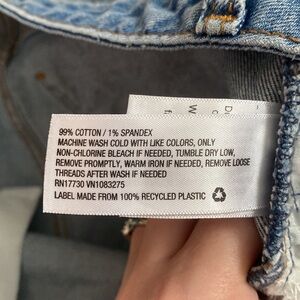 99% COTTON / 1% SPANDEX
MACHINE WASH COLD WITH LIKE COLORS, ONLY
NON-CHLORINE BLEACH IF NEEDED, TUMBLE DRY LOW,
REMOVE PROMPTLY, WARM IRON IF NEEDED, REMOVE LOOSE
THREADS AFTER WASH IF NEEDED
RN17730 VN1083275
LABEL MADE FROM 100% RECYCLED PLASTIC